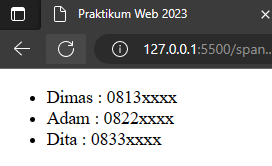 Praktikum Web 2023
127.0.0.1:5500/span...
• Dimas : 0813xxxx
• Adam : 0822xxxx
• Dita : 0833xxxx